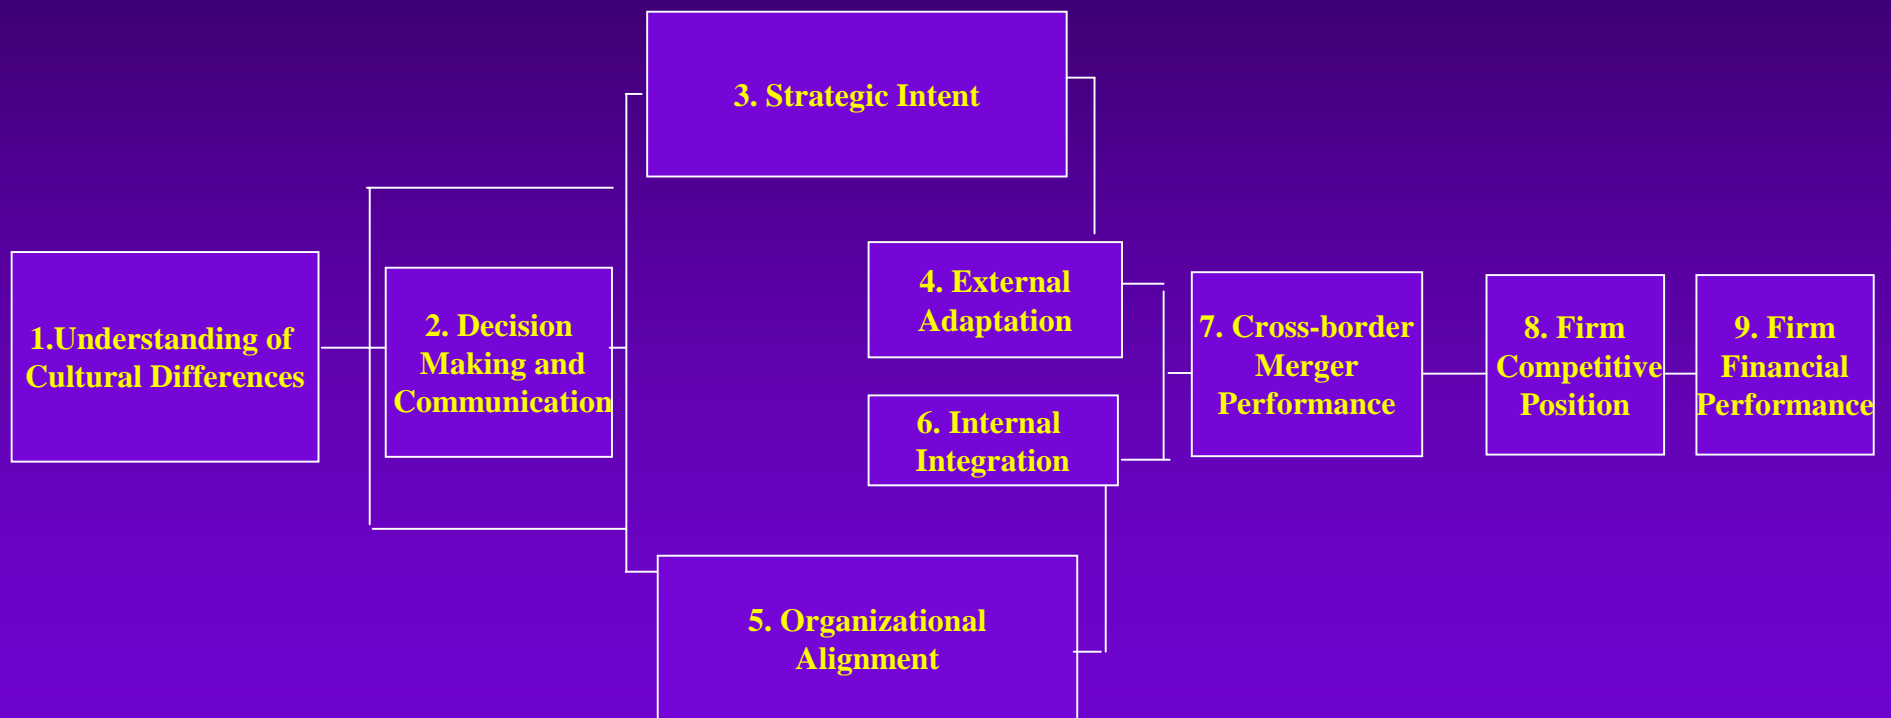 1.Understanding of
Cultural Differences
2. Decision
Making and
Communication
3. Strategic Intent
4. External
Adaptation
5. Organizational
Alignment
6. Internal
Integration
7. Cross-border
Merger
Performance
8. Firm
Competitive
Position
9. Firm
Financial
Performance